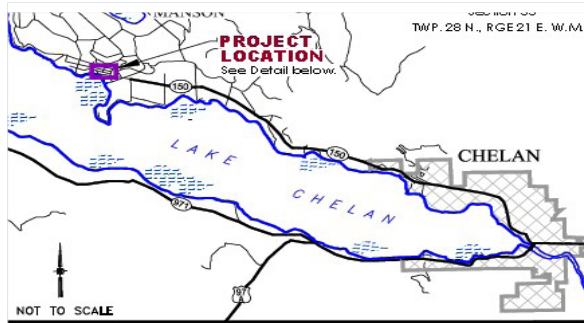 MANSON
TWP. 28 N., RGE 21 E. W.M.
PROJECT
LOCATION
See Detail below.
150
150
LAKE
CHELAN
CHELAN
971
97
A
NOT TO SCALE